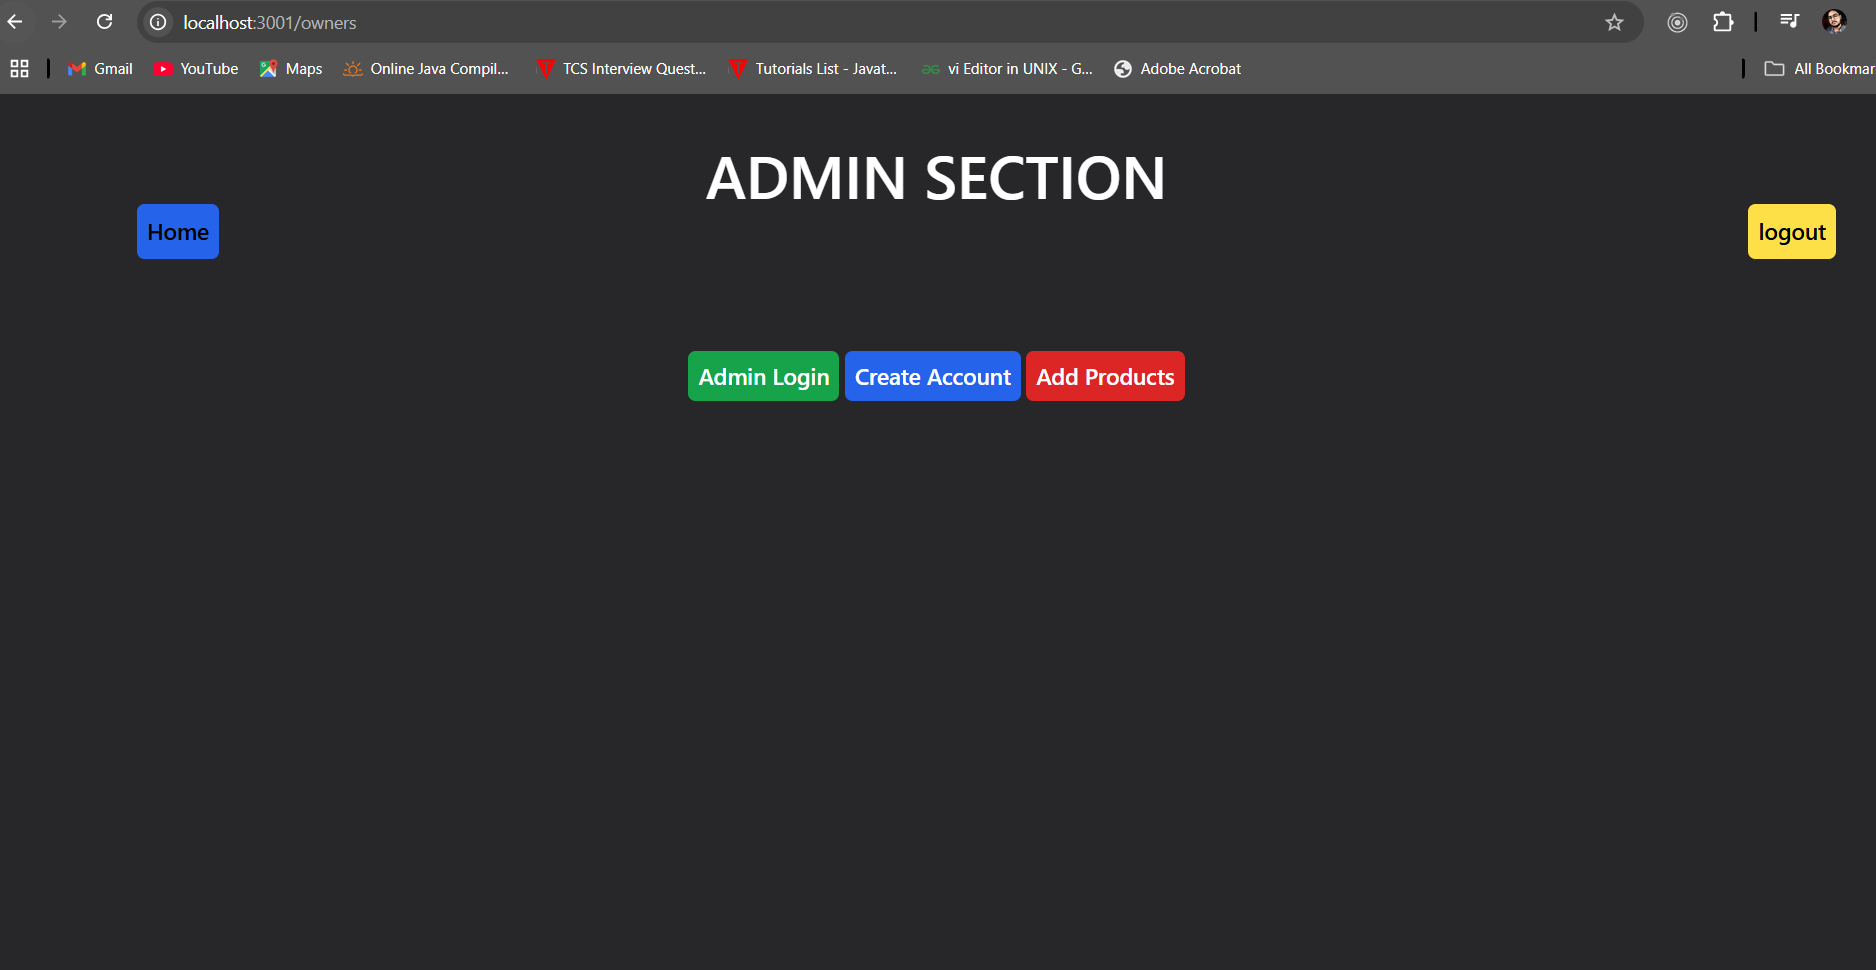 localhost:3001/owners
Gmail YouTube Maps Online Java Compil... TCS Interview Quest... Tutorials List - Javat... vi Editor in UNIX - G... Adobe Acrobat All Bookmar
ADMIN SECTION
Home logout
Admin Login Create Account Add Products